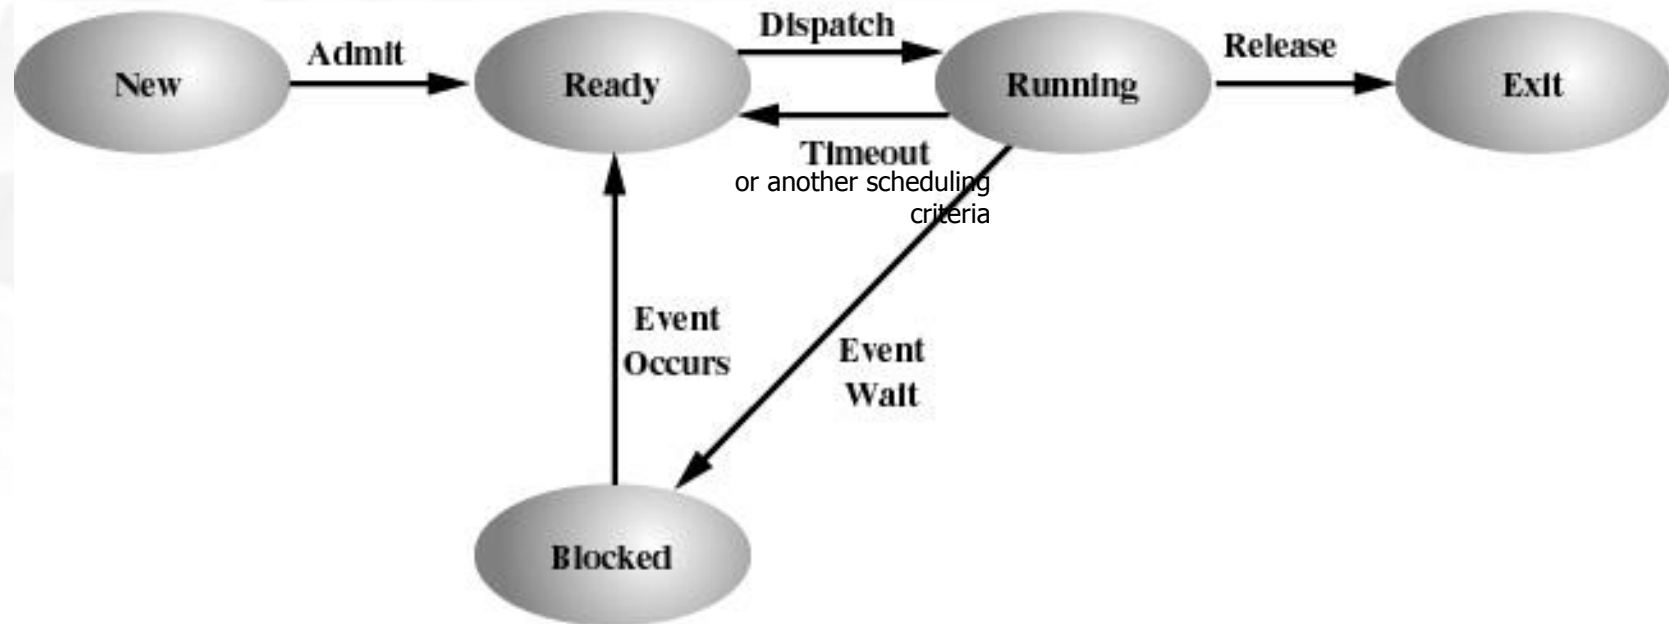 Dispatch
Admit
Release
New
Ready
Running
Exit
Timeout
or another scheduling
criteria
Event
Occurs
Event
Wait
Blocked